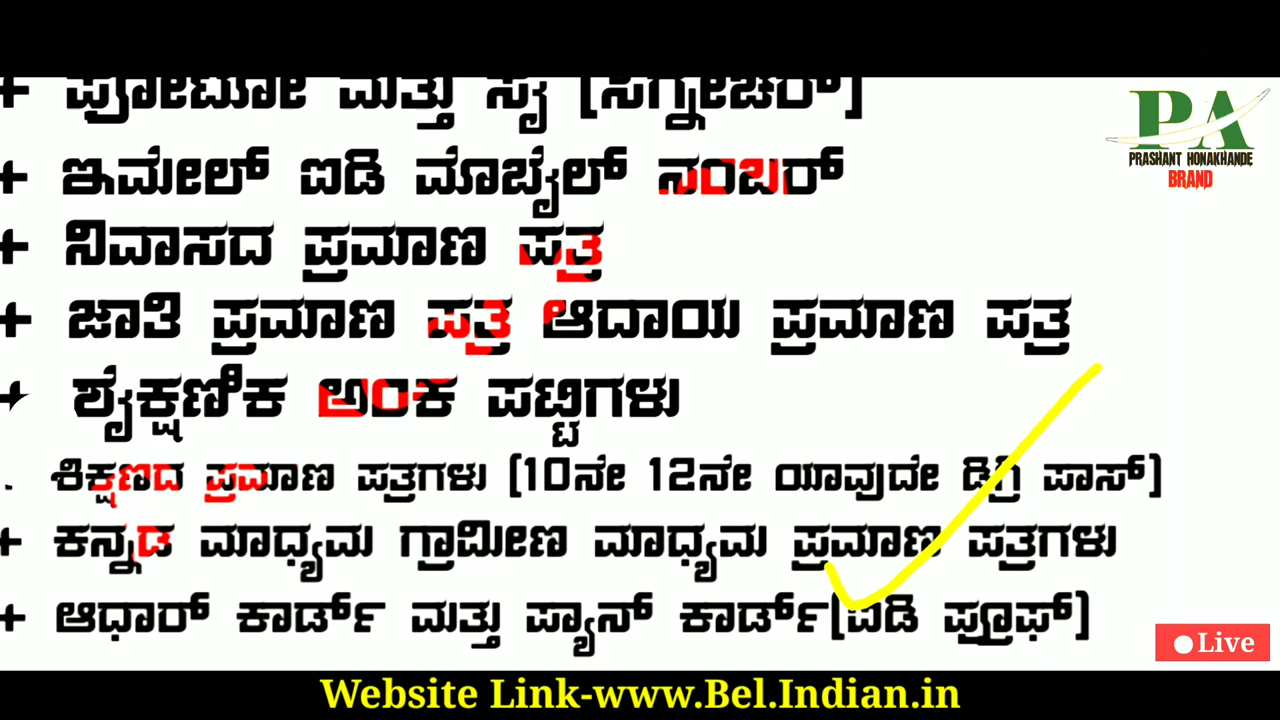 + ಫೋಟೋ ಮತ್ತು ಸೈ [ಸಿಗ್ನೇಚರ್]
+ ಇಮೇಲ್ ಐಡಿ ಮೊಬೈಲ್ ನಂಬರ್
+ ನಿವಾಸದ ಪ್ರಮಾಣ ಪತ್ರ
+ ಜಾತಿ ಪ್ರಮಾಣ ಪತ್ರ ಆದಾಯ ಪ್ರಮಾಣ ಪತ್ರ
+ ಶೈಕ್ಷಣಿಕ ಅಂಕ ಪಟ್ಟಿಗಳು
. ಶಿಕ್ಷಣದ ಪ್ರಮಾಣ ಪತ್ರಗಳು [10ನೇ 12ನೇ ಯಾವುದೇ ಡಿಗ್ರಿ ಪಾಸ್]
+ ಕನ್ನಡ ಮಾಧ್ಯಮ ಗ್ರಾಮೀಣ ಮಾಧ್ಯಮ ಪ್ರಮಾಣ ಪತ್ರಗಳು
+ ಆಧಾರ್ ಕಾರ್ಡ್ ಮತ್ತು ಪ್ಯಾನ್ ಕಾರ್ಡ್[ಐಡಿ ಪ್ರೂಫ್]
PA
PRASHANT HONAKHANDE
BRAND
Live
Website Link-www.Bel.Indian.in